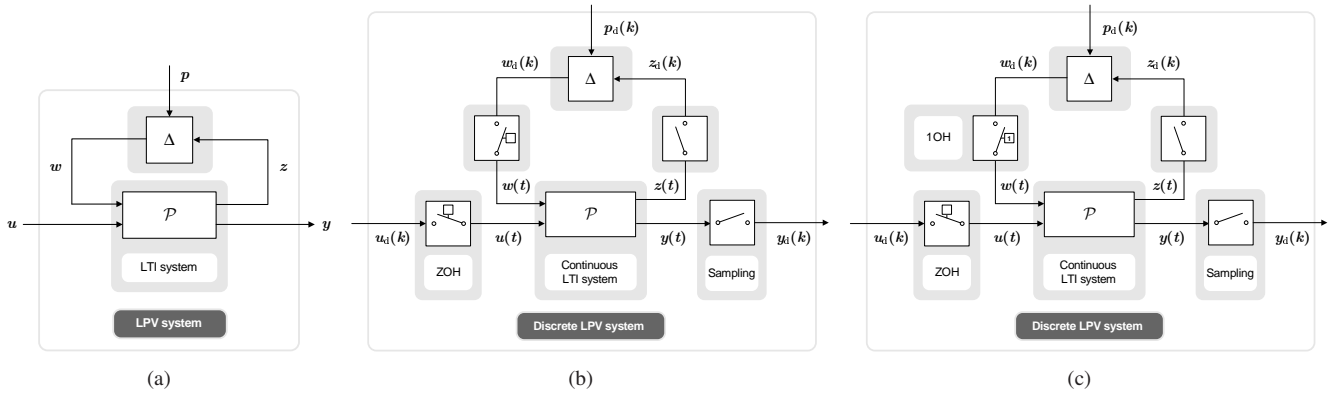 p
Δ
w
z
𝒫
u
y
LTI system
LPV system
(a)
p_d(k)
w_d(k)
z_d(k)
Δ
w(t)
z(t)
𝒫
u_d(k)
u(t)
y(t)
y_d(k)
ZOH
Continuous
LTI system
Sampling
Discrete LPV system
(b)
p_d(k)
w_d(k)
z_d(k)
Δ
1OH
1
w(t)
z(t)
𝒫
u_d(k)
u(t)
y(t)
y_d(k)
ZOH
Continuous
LTI system
Sampling
Discrete LPV system
(c)